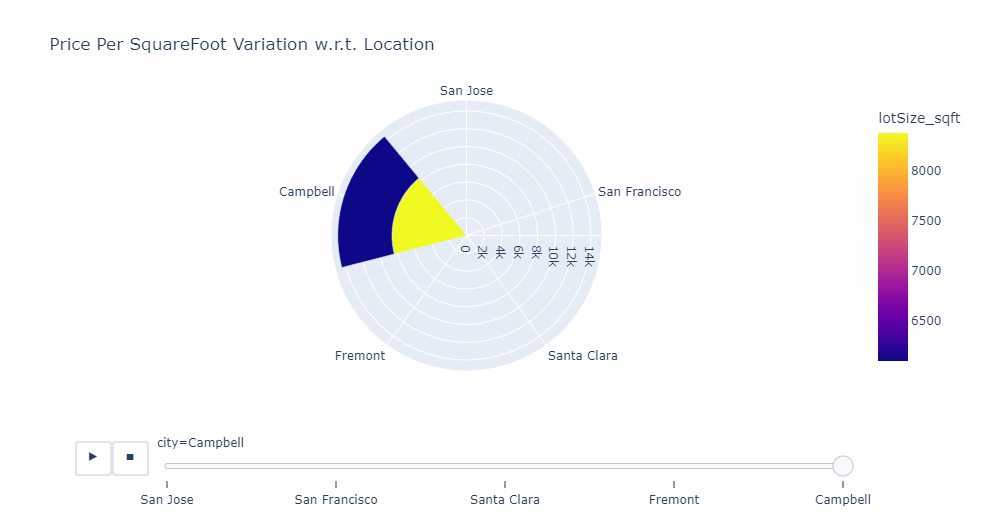 Price Per SquareFoot Variation w.r.t. Location
San Jose
lotSize_sqft
8000
Campbell
San Francisco
7500
0
2k
4k
6k
8k
10k
12k
14k
7000
6500
Fremont
Santa Clara
city=Campbell
San Jose
San Francisco
Santa Clara
Fremont
Campbell